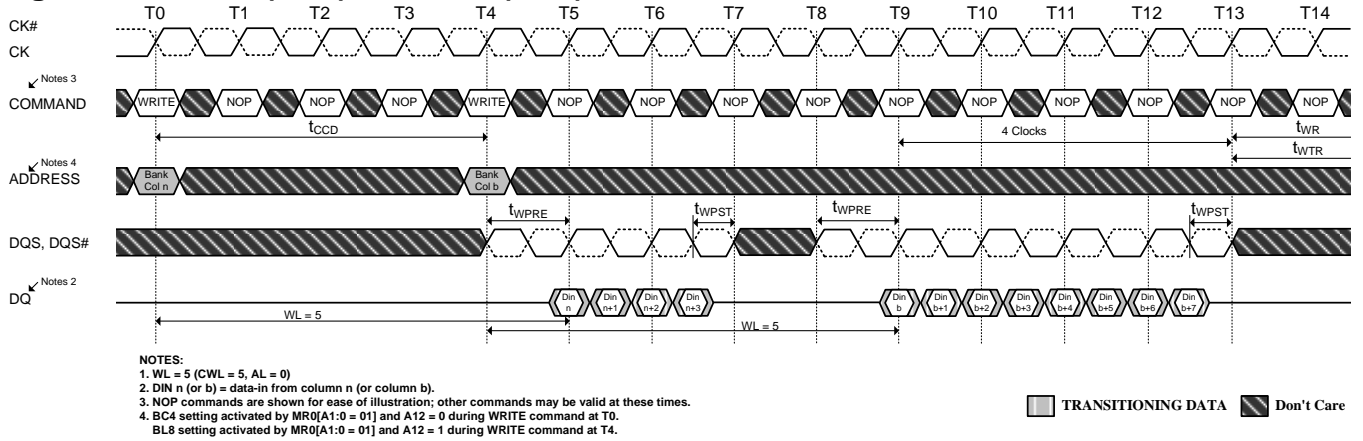 T0 T1 T2 T3 T4 T5 T6 T7 T8 T9 T10 T11 T12 T13 T14
CK#
CK
Notes 3
COMMAND
WRITE NOP NOP NOP WRITE NOP NOP NOP NOP NOP NOP NOP NOP NOP NOP
tCCD
4 Clocks
tWR
tWTR
Notes 4
ADDRESS
Bank Col n
Bank Col b
tWPRE tWPST tWPRE tWPST
DQS, DQS#
Notes 2
DQ
Din n Din n+1 Din n+2 Din n+3 Din b Din b+1 Din b+2 Din b+3 Din b+4 Din b+5 Din b+6 Din b+7
WL = 5
WL = 5
NOTES:
1. WL = 5 (CWL = 5, AL = 0)
2. DIN n (or b) = data-in from column n (or column b).
3. NOP commands are shown for ease of illustration; other commands may be valid at these times.
4. BC4 setting activated by MR0[A1:0 = 01] and A12 = 0 during WRITE command at T0.
BL8 setting activated by MR0[A1:0 = 01] and A12 = 1 during WRITE command at T4.
TRANSITIONING DATA Don't Care